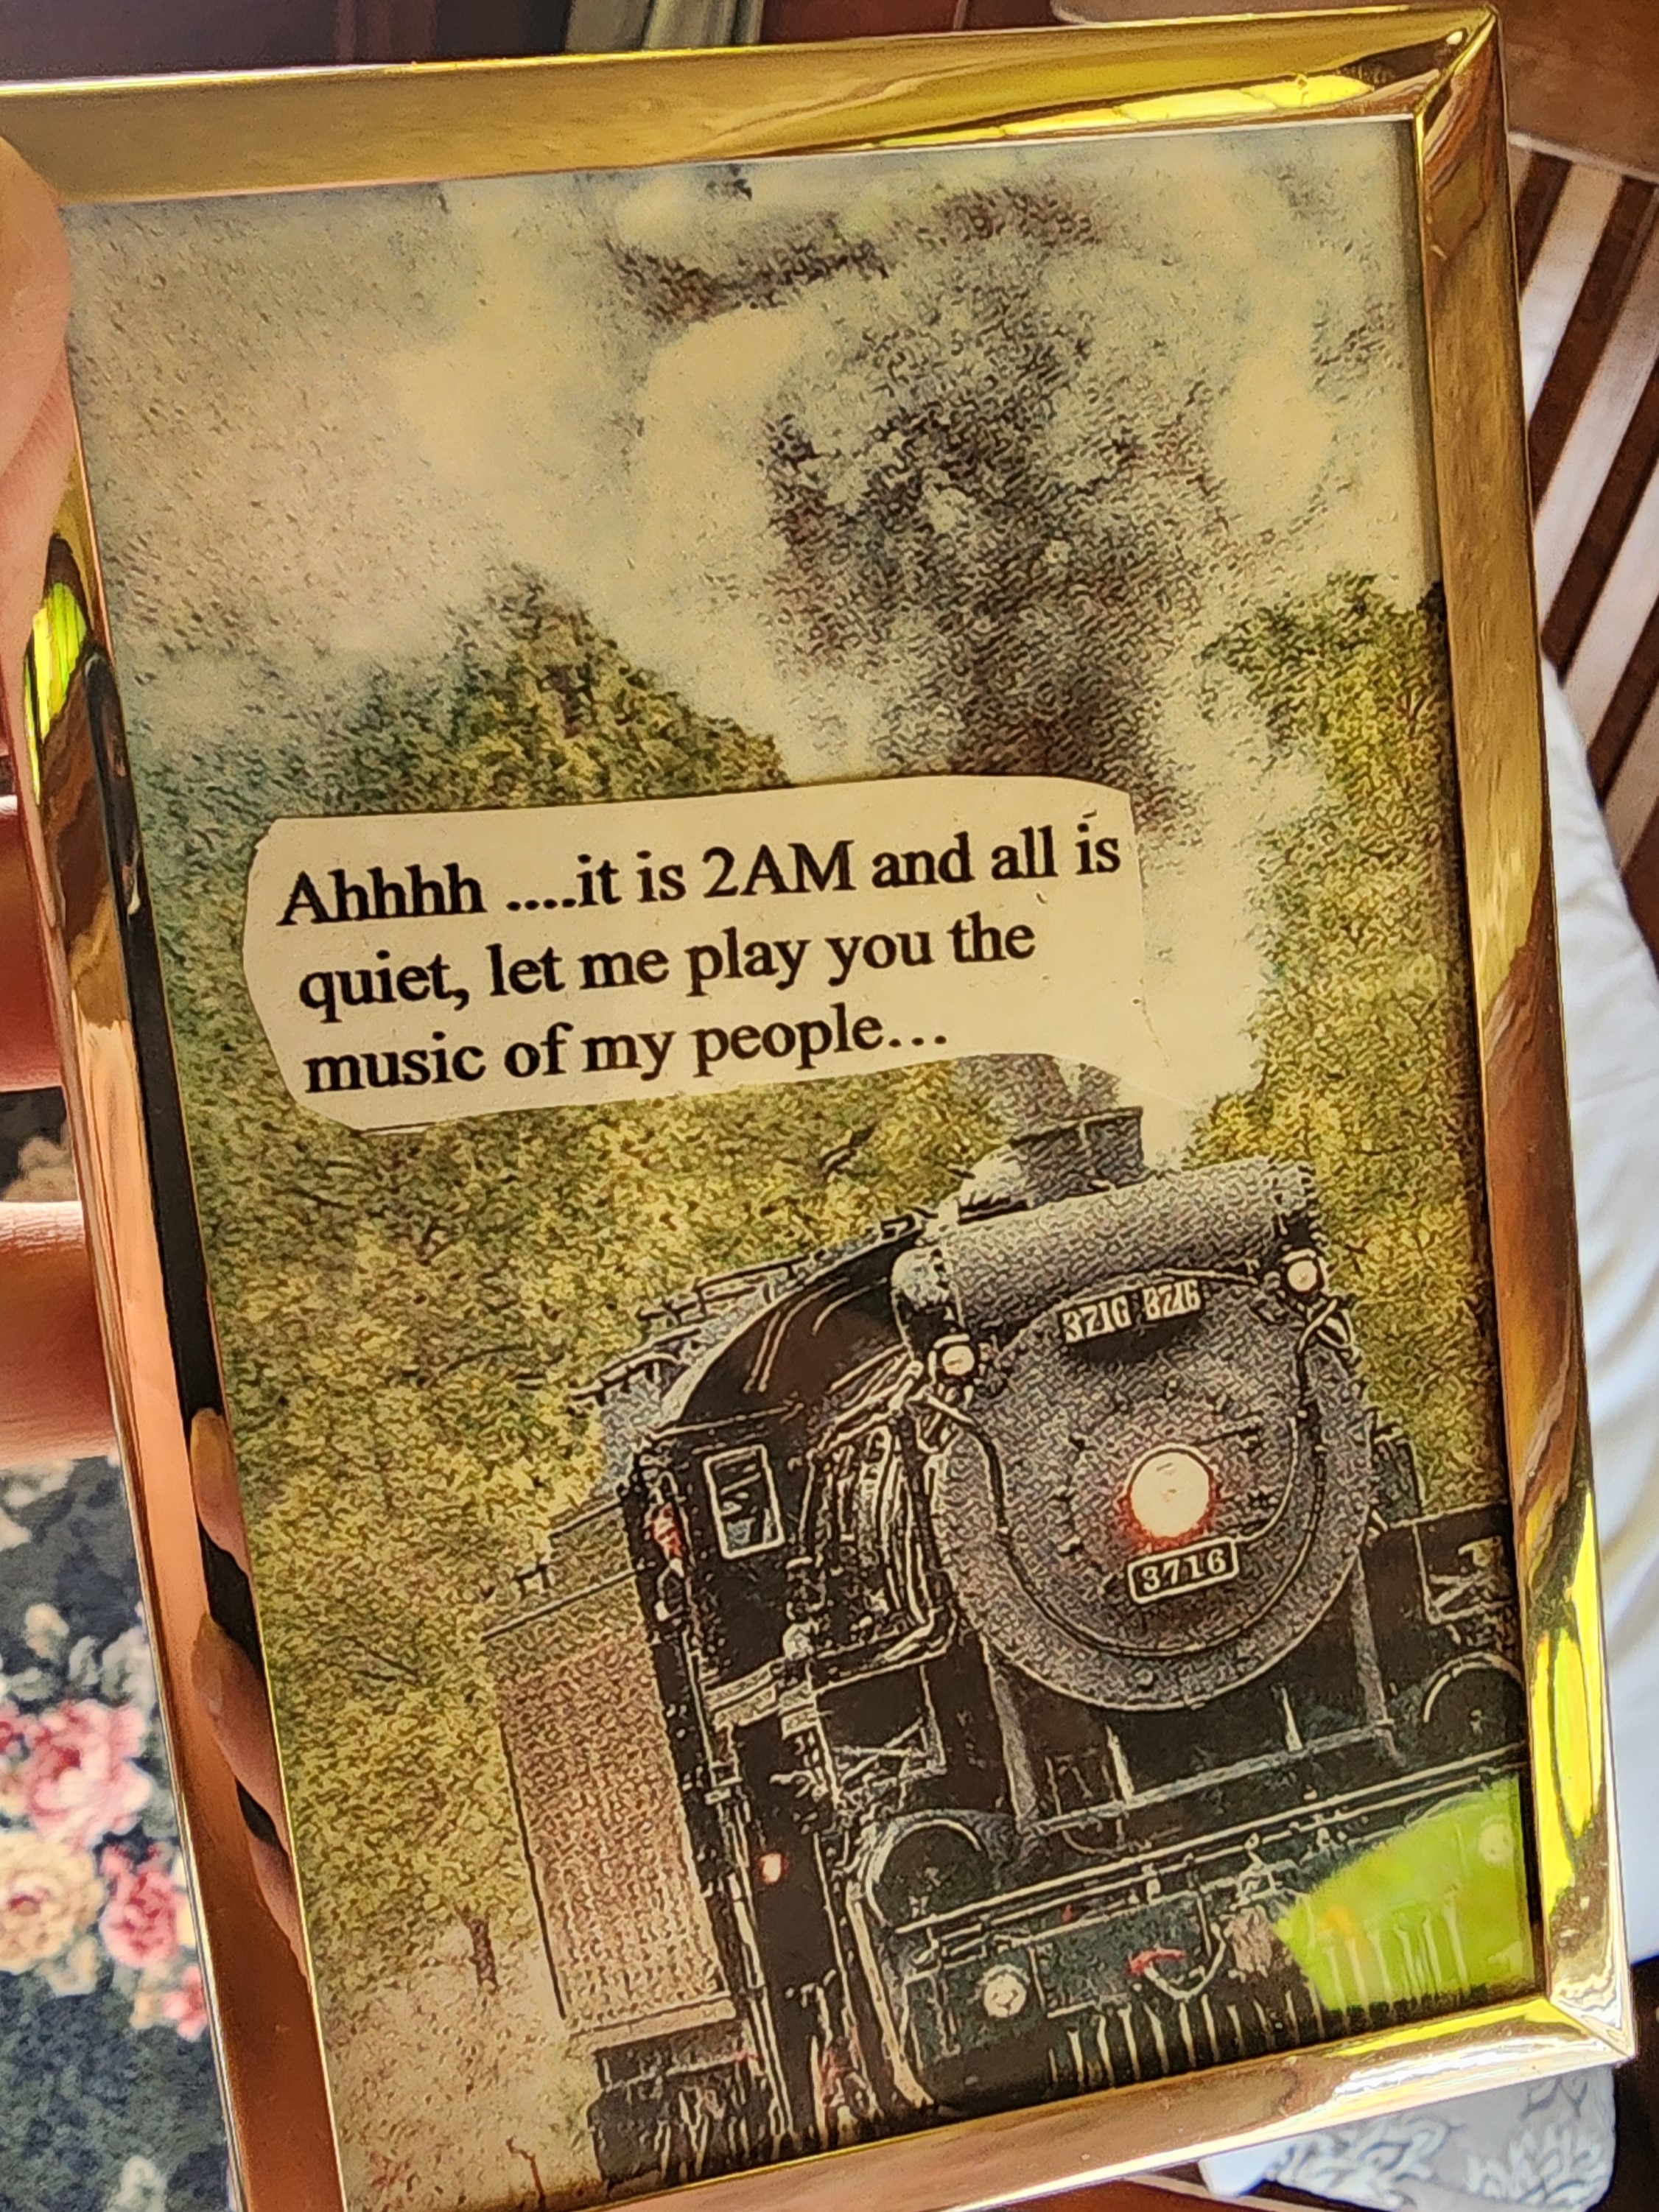 Ahhhh ....it is 2AM and all is
quiet, let me play you the
music of my people...
3716 3716
3716